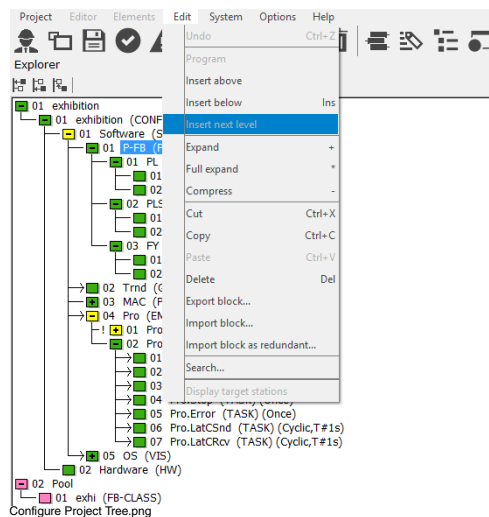 Project Editor Elements Edit System Options Help
Explorer
Undo Ctrl+Z
Program
Insert above
Insert below Ins
Insert next level
Expand +
Full expand *
Compress -
Cut Ctrl+X
Copy Ctrl+C
Paste Ctrl+V
Delete Del
Export block...
Import block...
Import block as redundant...
Search...
Display target stations
01 exhibition
01 exhibition (CONF
01 Software (S
01 P-FB (F
01 PL
01
02
02 PLS
01
02
03 FY
01
02
02 Trnd (
03 MAC (P
04 Pro (EN
! 01 Pro
02 Pro
01
02
03
04 (TASK) (Once)
05 Pro.Error (TASK) (Once)
06 Pro.LatCSnd (TASK) (Cyclic,T#1s)
07 Pro.LatCRcv (TASK) (Cyclic,T#1s)
05 OS (VIS)
02 Hardware (HW)
02 Pool
01 exhi (FB-CLASS)
Configure Project Tree.png